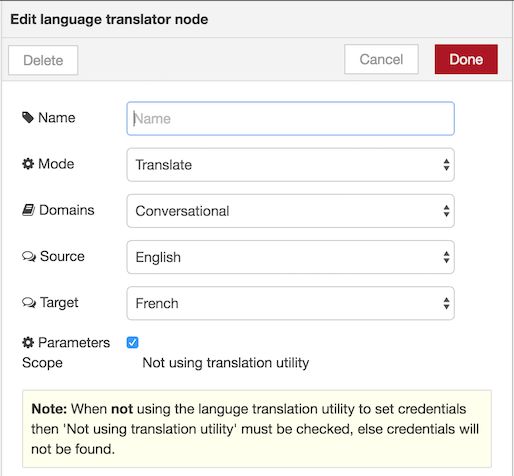 Edit language translator node
Delete Cancel Done
Name Name
Mode Translate
Domains Conversational
Source English
Target French
Parameters
Scope Not using translation utility
Note: When not using the languge translation utility to set credentials
then 'Not using translation utility' must be checked, else credentials will
not be found.